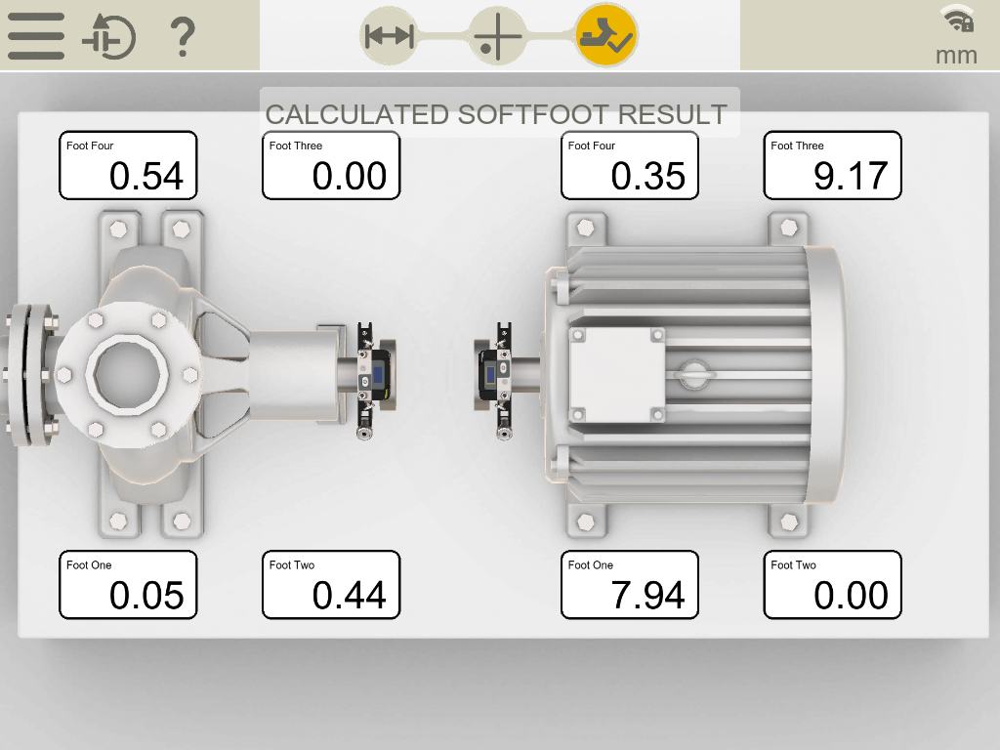 ?
mm
CALCULATED SOFTFOOT RESULT
Foot Four
0.54
Foot Three
0.00
Foot Four
0.35
Foot Three
9.17
Foot One
0.05
Foot Two
0.44
Foot One
7.94
Foot Two
0.00